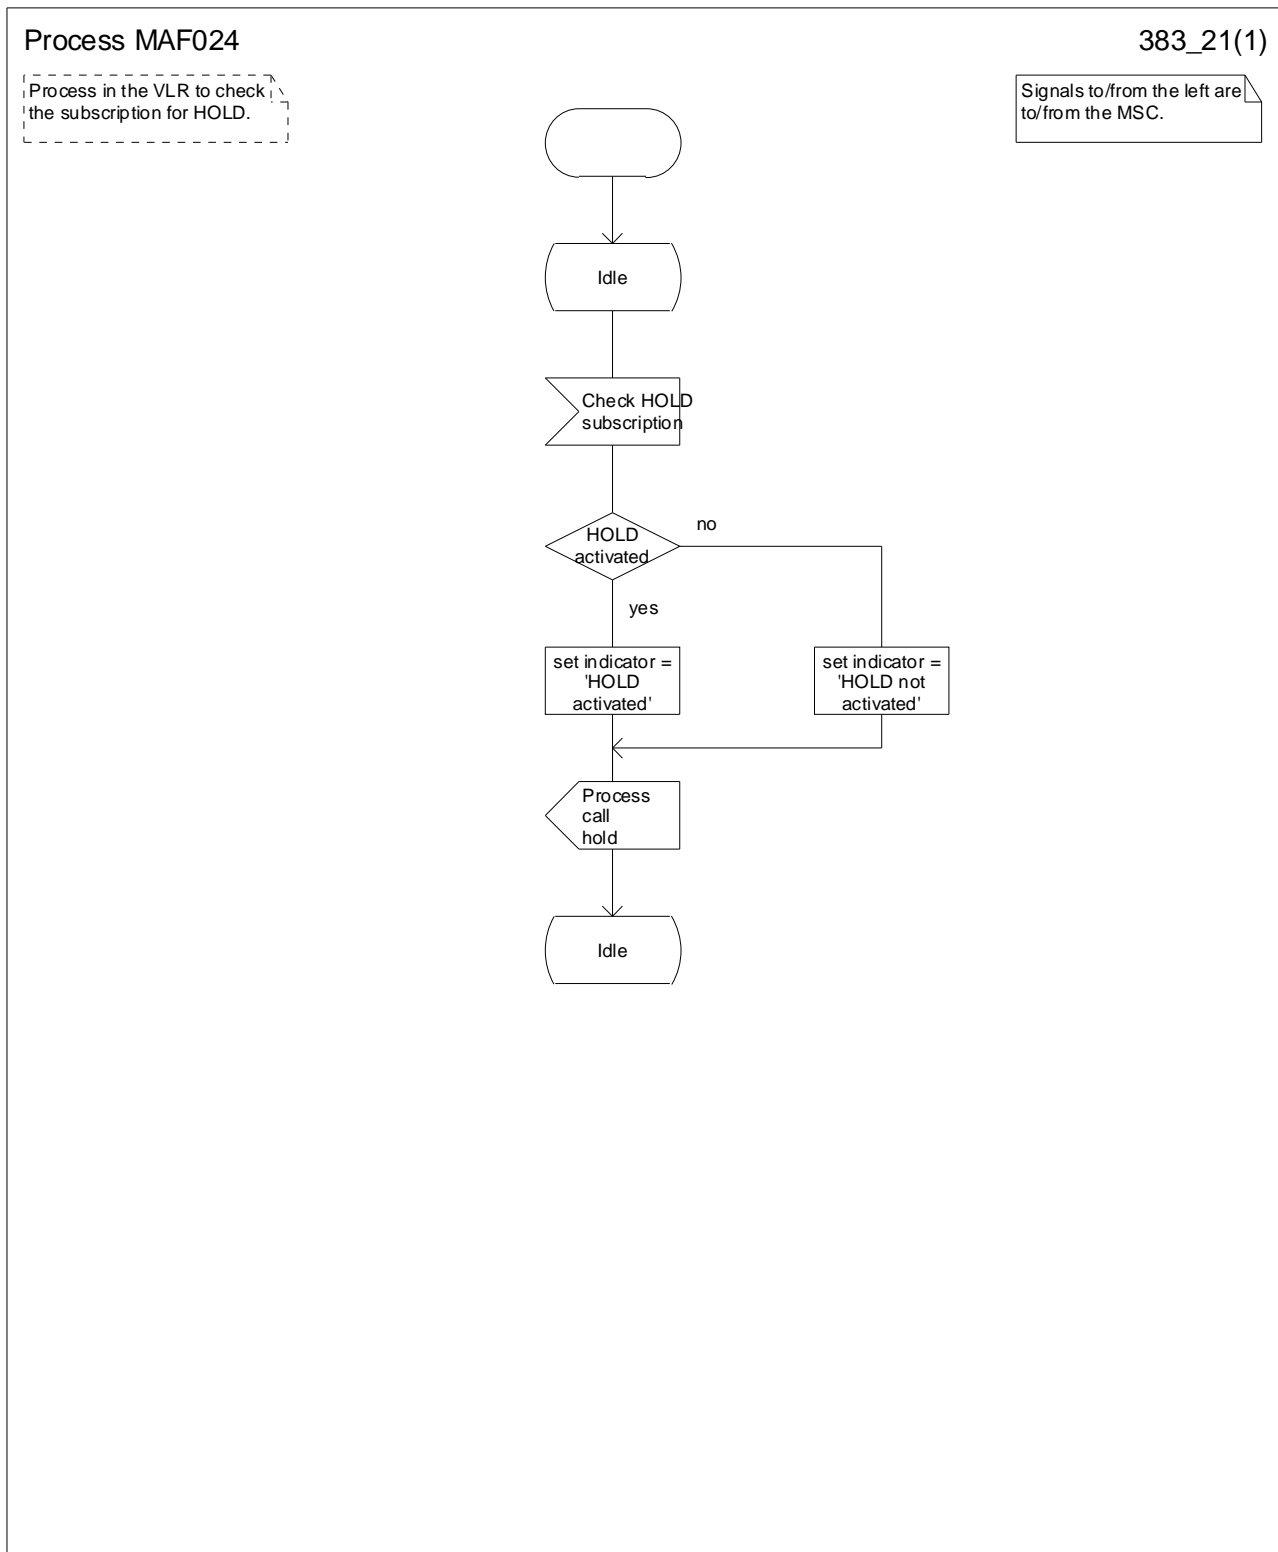 Process MAF024
383_21(1)
Process in the VLR to check
the subscription for HOLD.
Signals to/from the left are
to/from the MSC.
Idle
Check HOLD
subscription
HOLD
activated
no
yes
set indicator =
'HOLD
activated'
set indicator =
'HOLD not
activated'
Process
call
hold
Idle